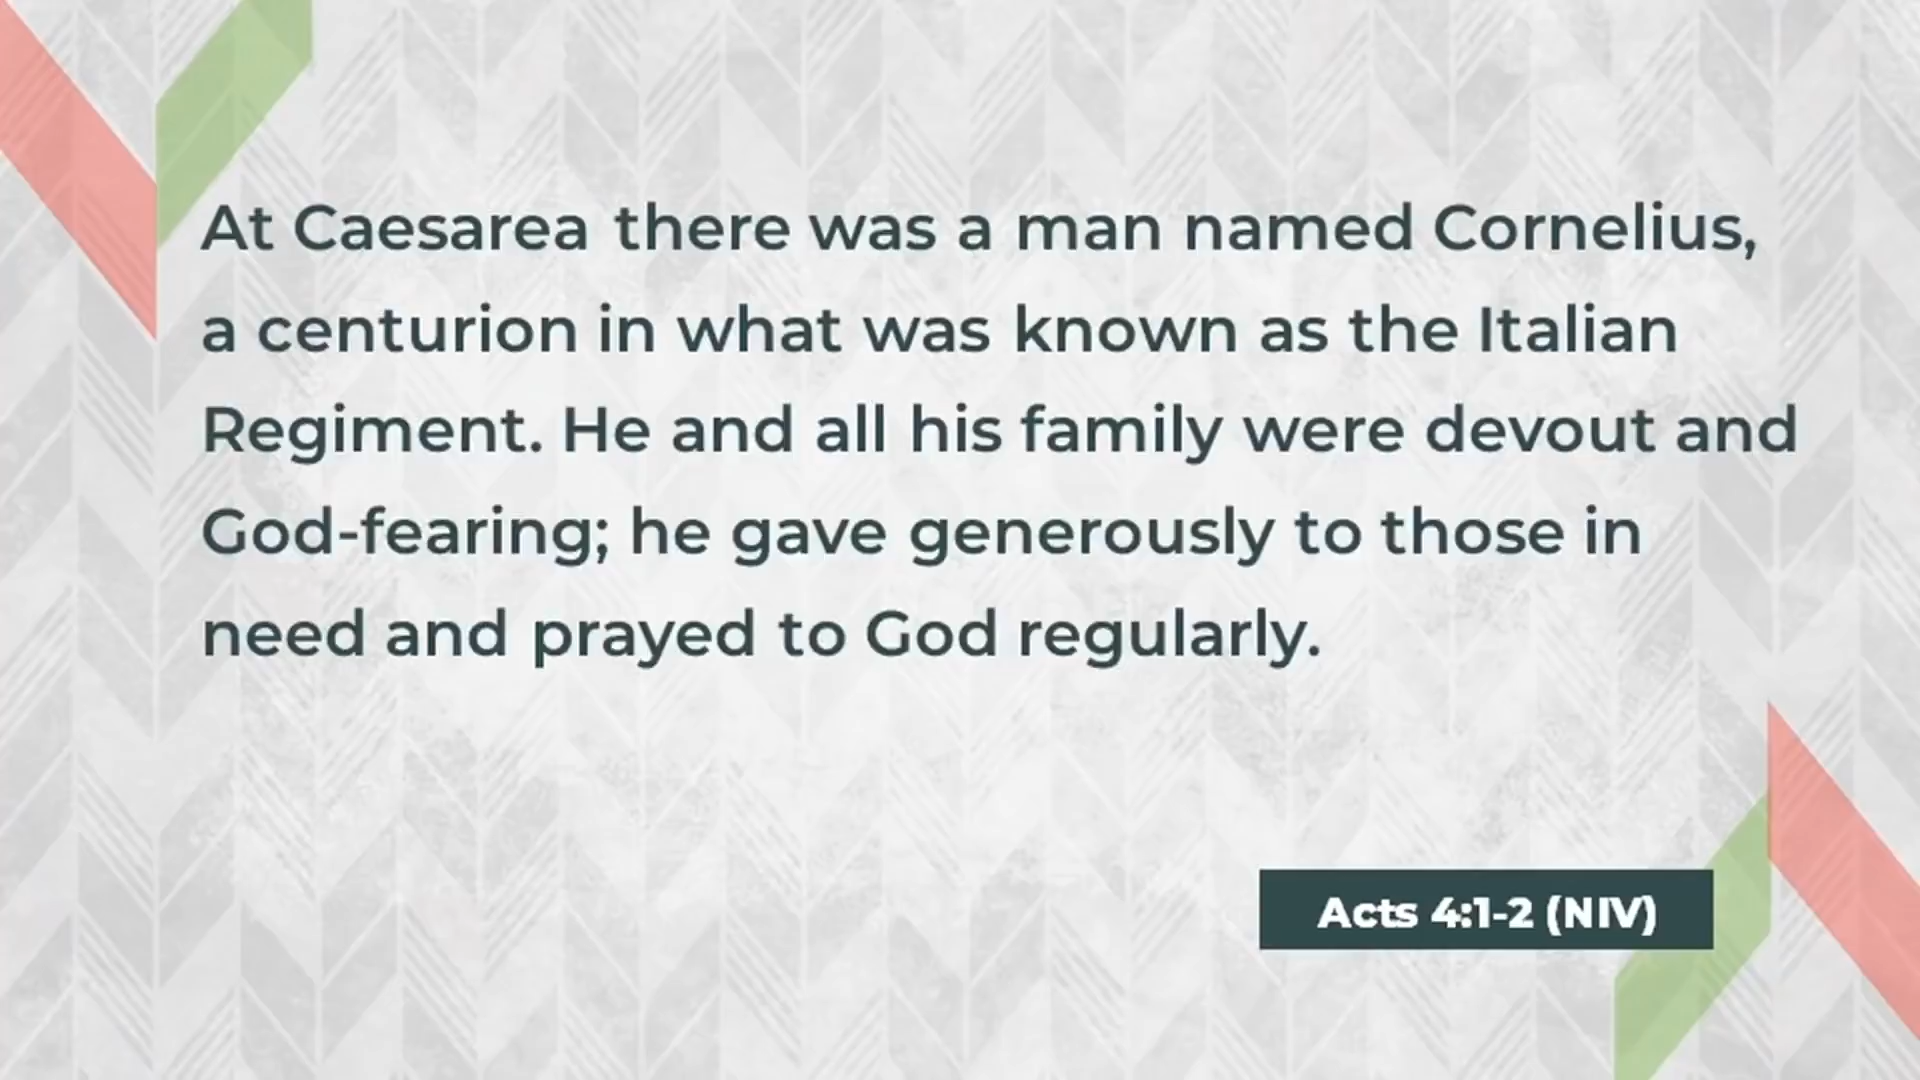 At Caesarea there was a man named Cornelius,
a centurion in what was known as the Italian
Regiment. He and all his family were devout and
God-fearing; he gave generously to those in
need and prayed to God regularly.
Acts 4:1-2 (NIV)